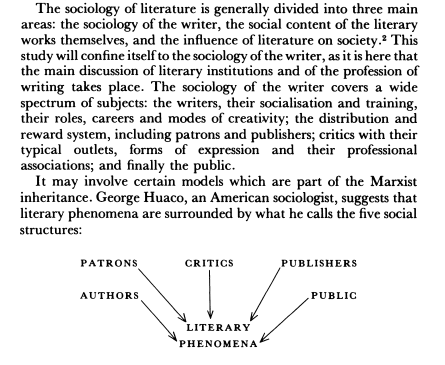 The sociology of literature is generally divided into three main
areas: the sociology of the writer, the social content of the literary
works themselves, and the influence of literature on society.² This
study will confine itself to the sociology of the writer, as it is here that
the main discussion of literary institutions and of the profession of
writing takes place. The sociology of the writer covers a wide
spectrum of subjects: the writers, their socialisation and training,
their roles, careers and modes of creativity; the distribution and
reward system, including patrons and publishers; critics with their
typical outlets, forms of expression and their professional
associations; and finally the public.
It may involve certain models which are part of the Marxist
inheritance. George Huaco, an American sociologist, suggests that
literary phenomena are surrounded by what he calls the five social
structures:
PATRONS CRITICS PUBLISHERS
AUTHORS PUBLIC
LITERARY
PHENOMENA